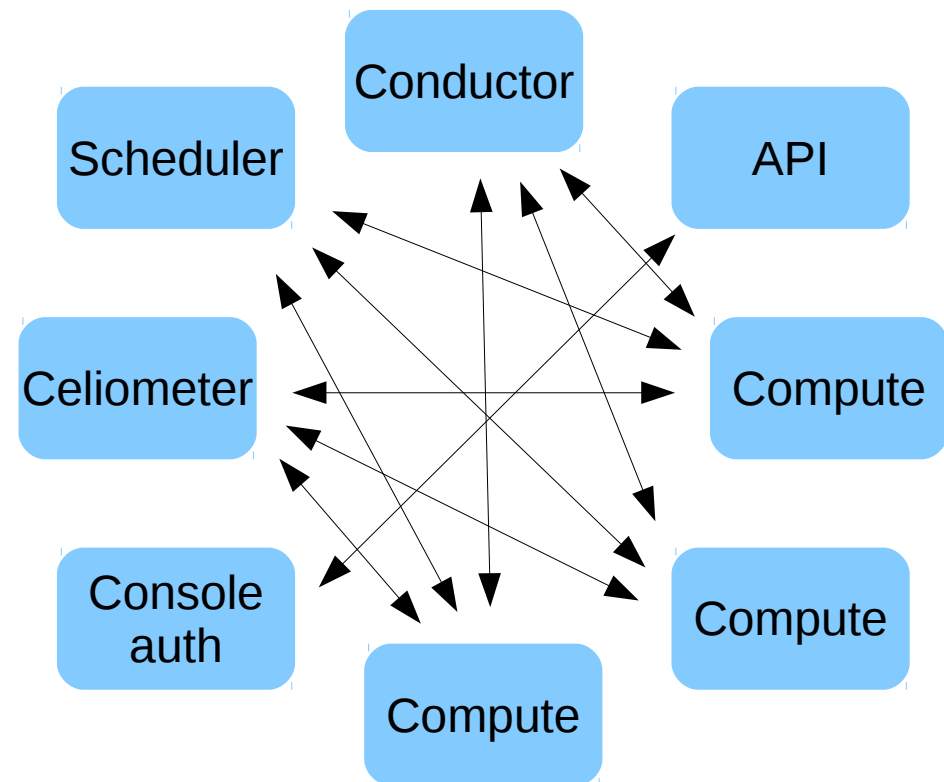 Conductor
Scheduler
API
Celiometer
Compute
Console
auth
Compute
Compute